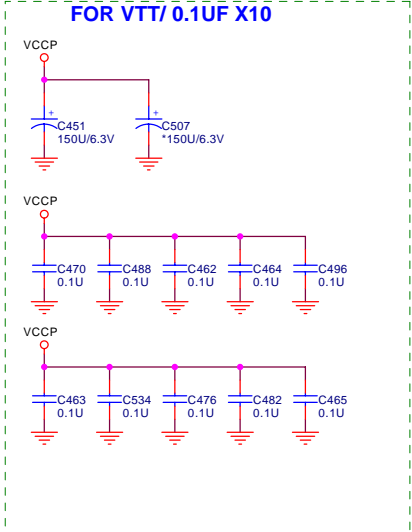 FOR VTT/ 0.1UF X10
VCCP
+ +
C451 C507
150U/6.3V *150U/6.3V
VCCP
C470 C488 C462 C464 C496
0.1U 0.1U 0.1U 0.1U 0.1U
VCCP
C463 C534 C476 C482 C465
0.1U 0.1U 0.1U 0.1U 0.1U